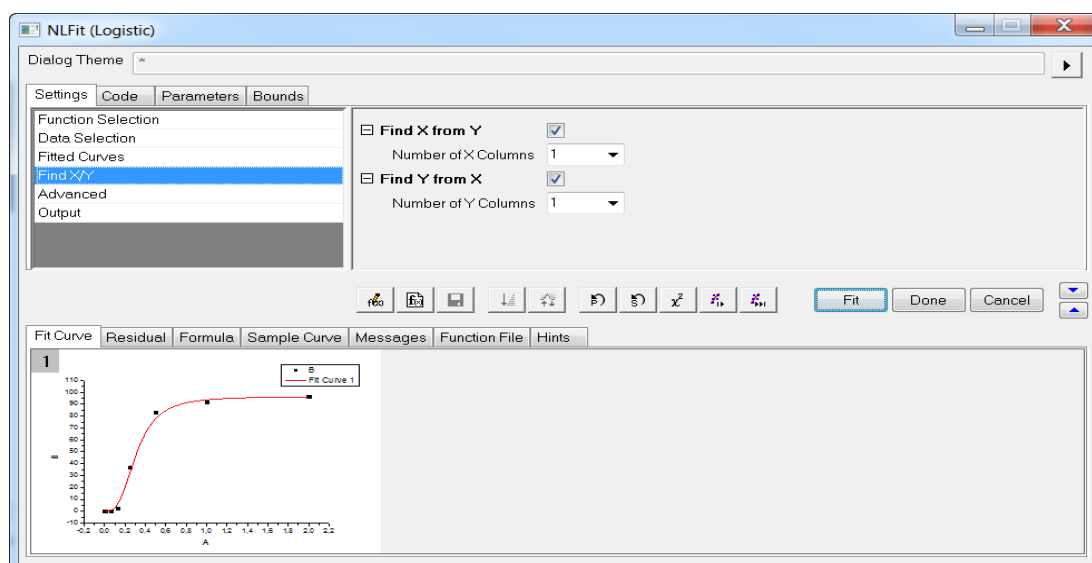 NLFit (Logistic)
Dialog Theme *
Settings Code Parameters Bounds
Function Selection
Data Selection
Fitted Curves
Find X/Y
Advanced
Output
Find X from Y
Number of X Columns 1
Find Y from X
Number of Y Columns 1
χ²
Fit Done Cancel
Fit Curve Residual Formula Sample Curve Messages Function File Hints
1
B
Fit Curve 1
110
100
90
80
70
60
50
40
30
20
10
0
-10
B
-0,2 0,0 0,2 0,4 0,6 0,8 1,0 1,2 1,4 1,6 1,8 2,0 2,2
A